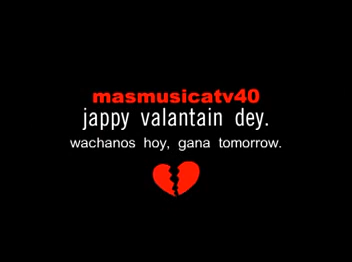 masmusicatv40
jappy valantain dey.
wachanos hoy, gana tomorrow.